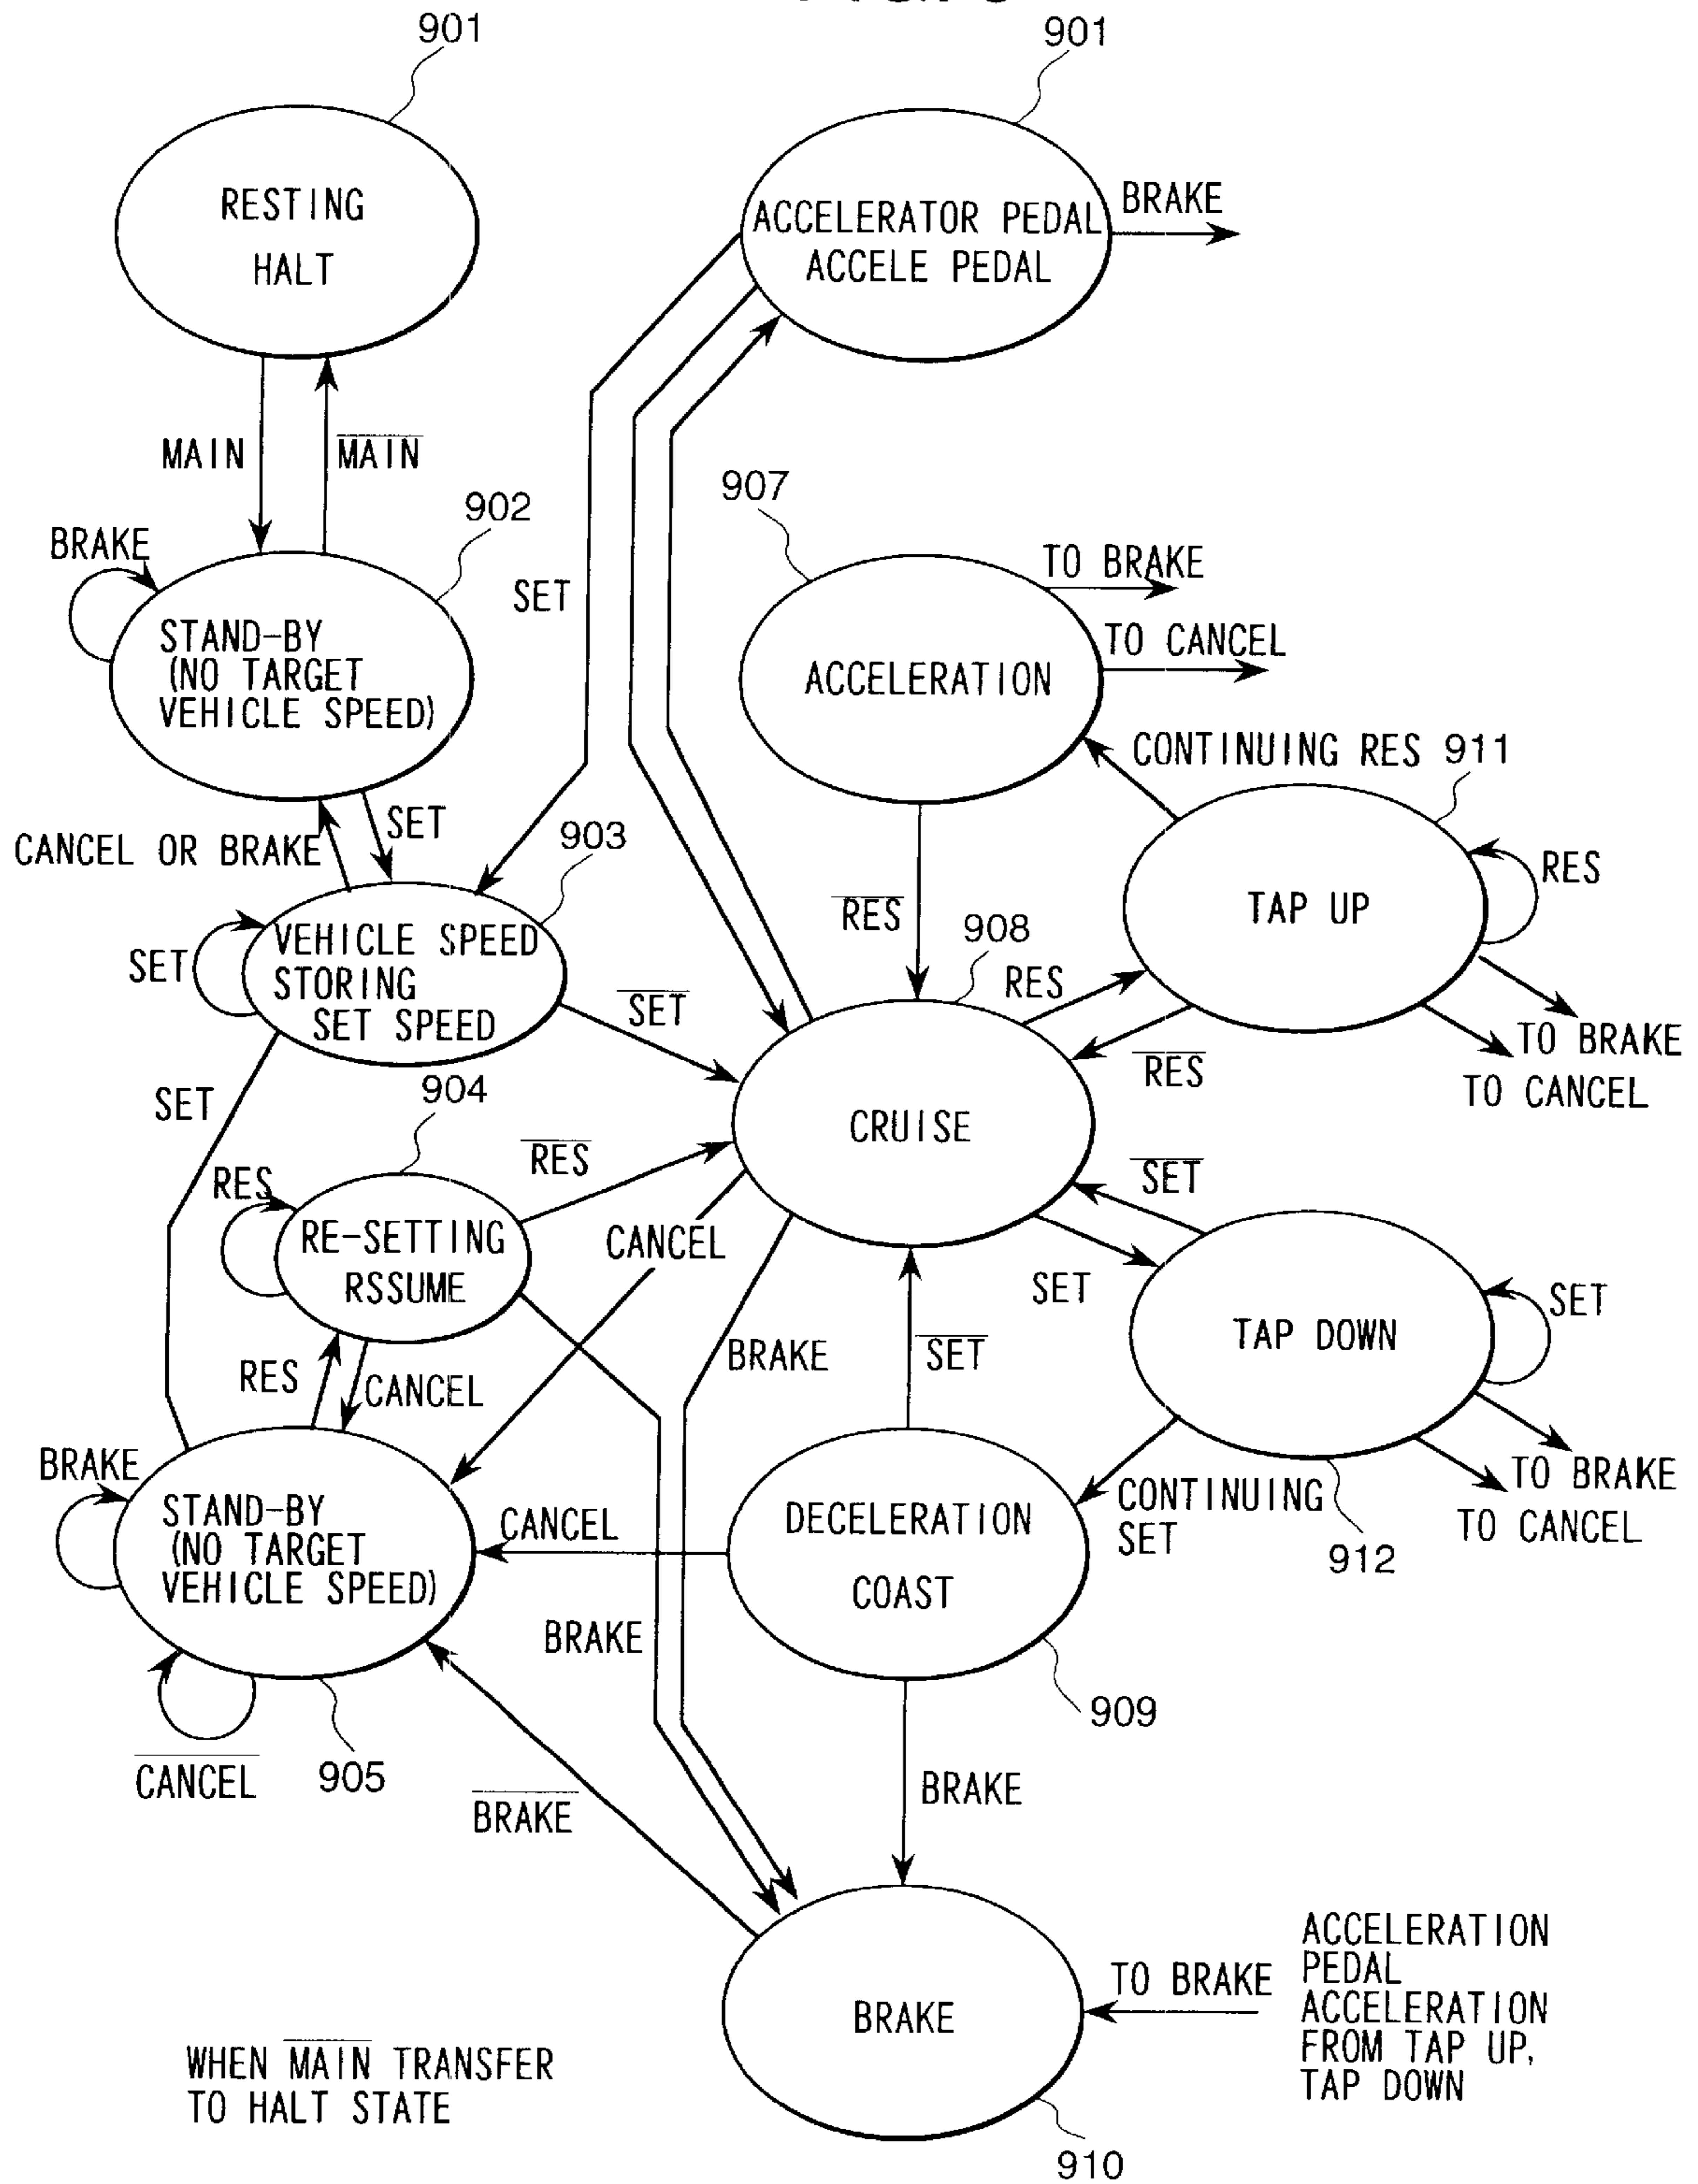 901
901
RESTING
HALT
ACCELERATOR PEDAL
ACCELE PEDAL
BRAKE
MAIN
MAIN
907
902
BRAKE
SET
TO BRAKE
TO CANCEL
STAND-BY
(NO TARGET
VEHICLE SPEED)
ACCELERATION
CONTINUING RES 911
CANCEL OR BRAKE
SET
903
RES
TAP UP
RES
908
VEHICLE SPEED
STORING
SET SPEED
SET
SET
RES
RES
TO BRAKE
TO CANCEL
SET
904
CRUISE
RES
RES
SET
RE-SETTING
RSSUME
CANCEL
SET
TAP DOWN
SET
BRAKE
SET
RES
CANCEL
BRAKE
STAND-BY
(NO TARGET
VEHICLE SPEED)
CANCEL
DECELERATION
COAST
CONTINUING
SET
TO BRAKE
TO CANCEL
912
BRAKE
909
CANCEL
905
BRAKE
BRAKE
BRAKE
TO BRAKE
ACCELERATION
PEDAL
ACCELERATION
FROM TAP UP,
TAP DOWN
WHEN MAIN TRANSFER
TO HALT STATE
910